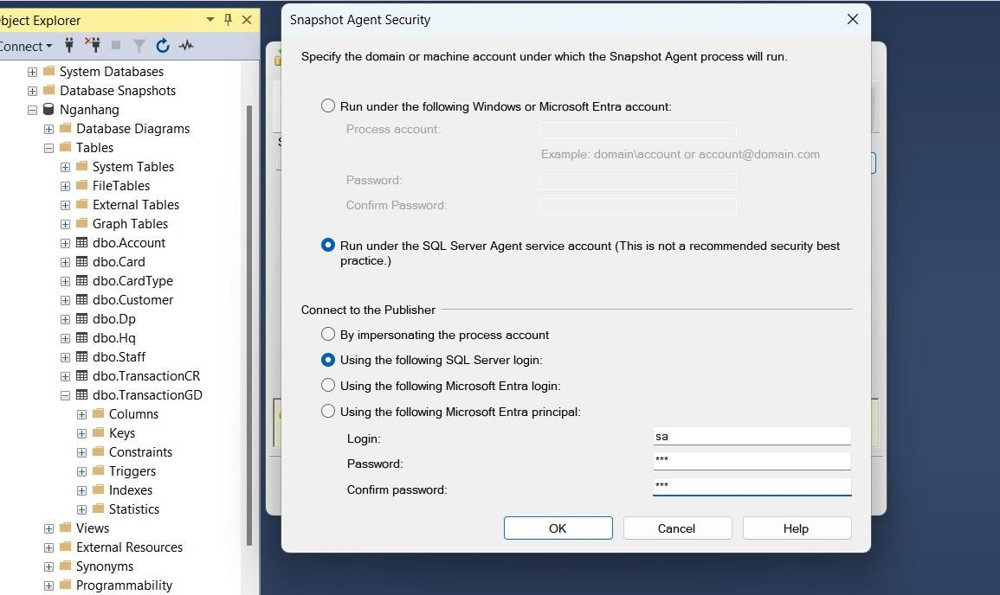 bject Explorer
onnect
System Databases
Database Snapshots
Nganhang
Database Diagrams
Tables
System Tables
FileTables
External Tables
Graph Tables
dbo.Account
dbo.Card
dbo.CardType
dbo.Customer
dbo.Dp
dbo.Hq
dbo.Staff
dbo.TransactionCR
dbo.TransactionGD
Columns
Keys
Constraints
Triggers
Indexes
Statistics
Views
External Resources
Synonyms
Programmability
Snapshot Agent Security
Specify the domain or machine account under which the Snapshot Agent process will run.
Run under the following Windows or Microsoft Entra account:
Process account:
Example: domain\account or account@domain.com
Password:
Confirm Password:
Run under the SQL Server Agent service account (This is not a recommended security best
practice.)
Connect to the Publisher
By impersonating the process account
Using the following SQL Server login:
Using the following Microsoft Entra login:
Using the following Microsoft Entra principal:
Login: sa
Password: ***
Confirm password: ***
OK Cancel Help